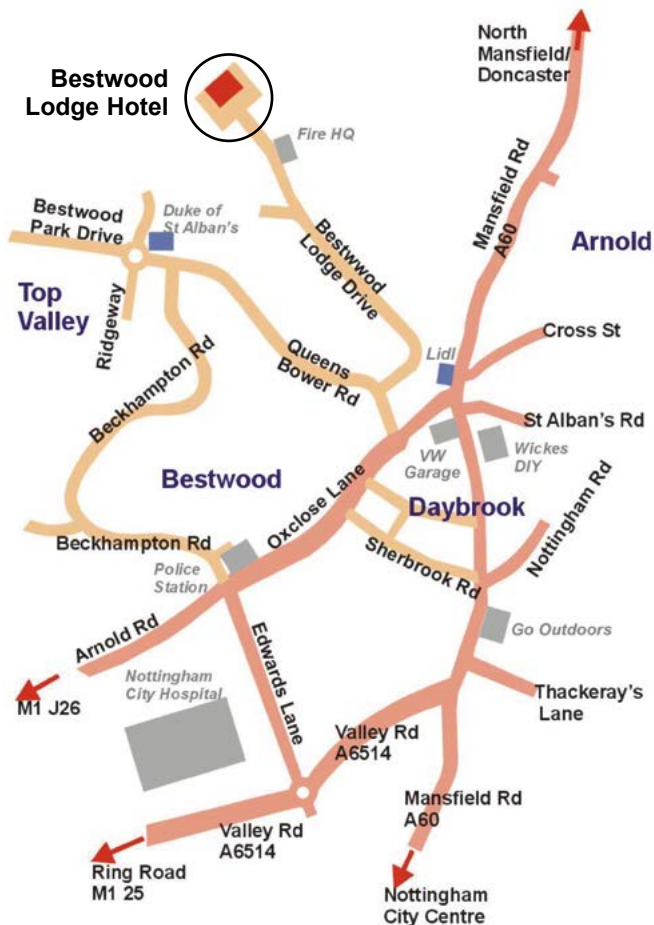 North
Mansfield/
Doncaster
Bestwood
Lodge Hotel
Fire HQ
Mansfield Rd
A60
Bestwood
Park Drive
Duke of
St Alban's
Arnold
Bestwwod
Lodge Drive
Top
Valley
Ridgeway
Cross St
Lidl
Queens
Bower Rd
Beckhampton Rd
St Alban's Rd
VW
Garage
Wickes
DIY
Bestwood
Oxclose Lane
Daybrook
Nottingham Rd
Beckhampton Rd
Sherbrook Rd
Police
Station
Go Outdoors
Arnold Rd
Edwards Lane
Nottingham
City Hospital
M1 J26
Thackeray's
Lane
Valley Rd
A6514
Mansfield Rd
A60
Valley Rd
A6514
Ring Road
M1 25
Nottingham
City Centre